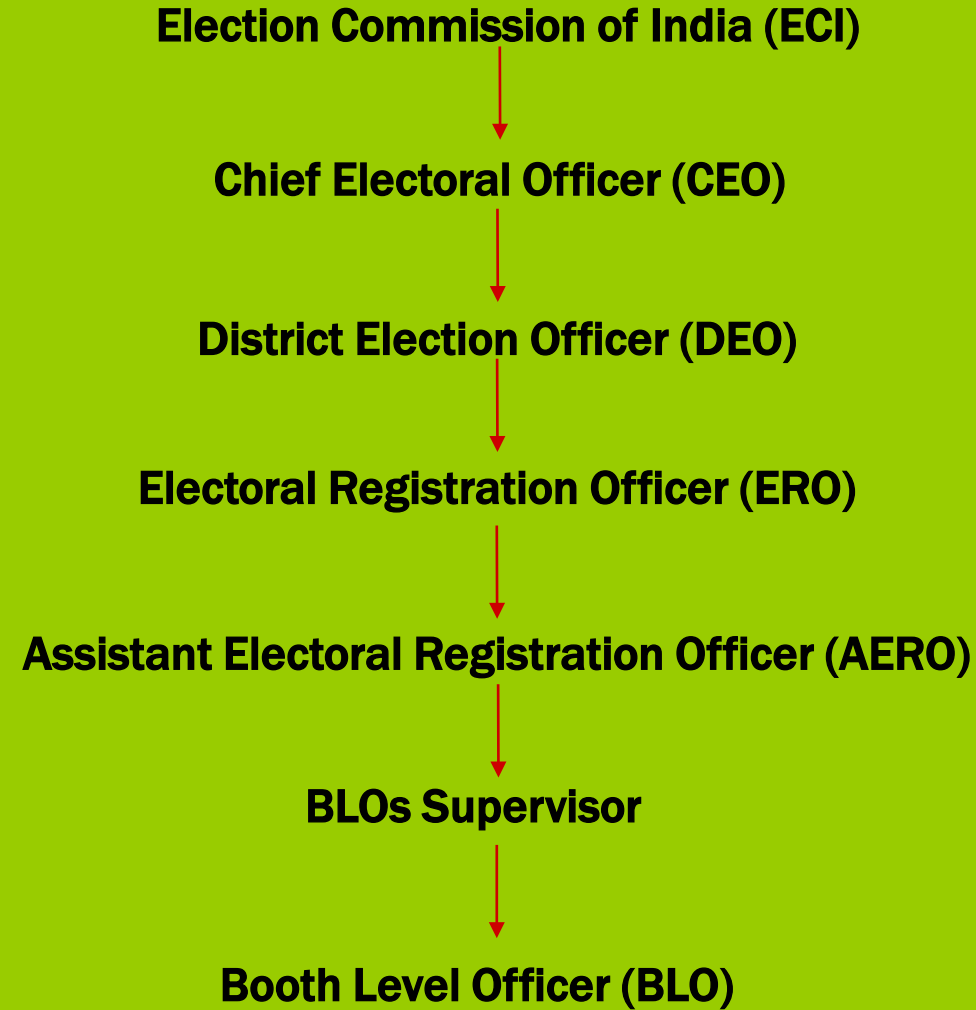 Election Commission of India (ECI)
Chief Electoral Officer (CEO)
District Election Officer (DEO)
Electoral Registration Officer (ERO)
Assistant Electoral Registration Officer (AERO)
BLOs Supervisor
Booth Level Officer (BLO)